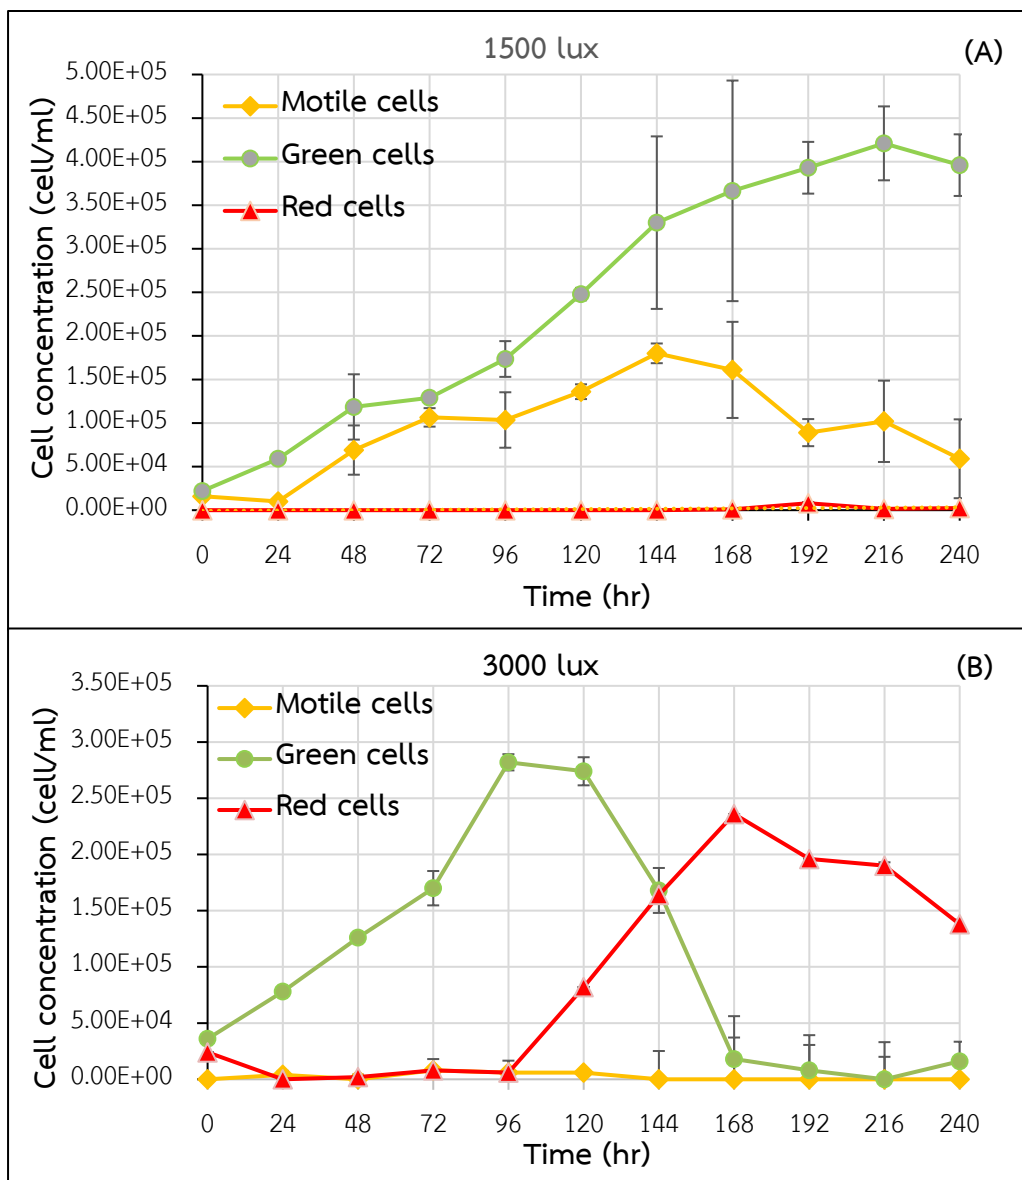 1500 lux
(A)
Cell concentration (cell/ml)
5.00E+05
4.50E+05
4.00E+05
3.50E+05
3.00E+05
2.50E+05
2.00E+05
1.50E+05
1.00E+05
5.00E+04
0.00E+00
Motile cells
Green cells
Red cells
0 24 48 72 96 120 144 168 192 216 240
Time (hr)
3000 lux
(B)
Cell concentration (cell/ml)
3.50E+05
3.00E+05
2.50E+05
2.00E+05
1.50E+05
1.00E+05
5.00E+04
0.00E+00
Motile cells
Green cells
Red cells
0 24 48 72 96 120 144 168 192 216 240
Time (hr)